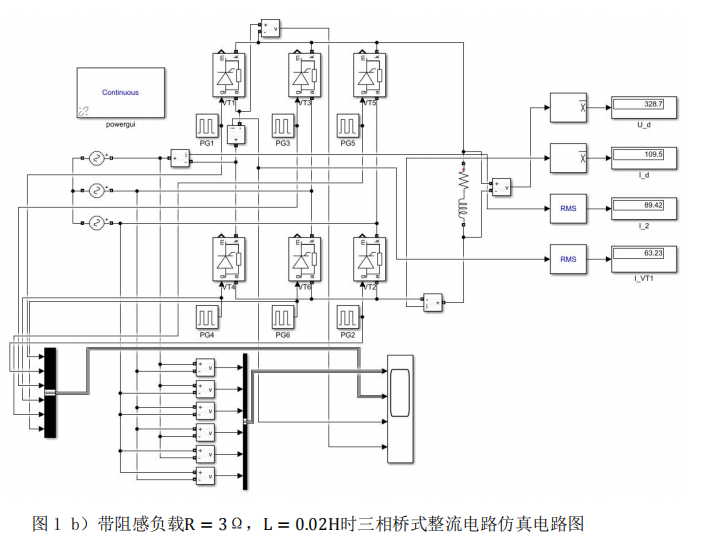 Continuous
powergui
VT1
VT3
VT5
PG1
PG3
PG5
328.7
U_d
109.5
I_d
RMS
89.42
I_2
RMS
63.23
I_VT1
VT4
VT6
VT2
PG4
PG6
PG2
图 1 b）带阻感负载R = 3 Ω，L = 0.02H时三相桥式整流电路仿真电路图